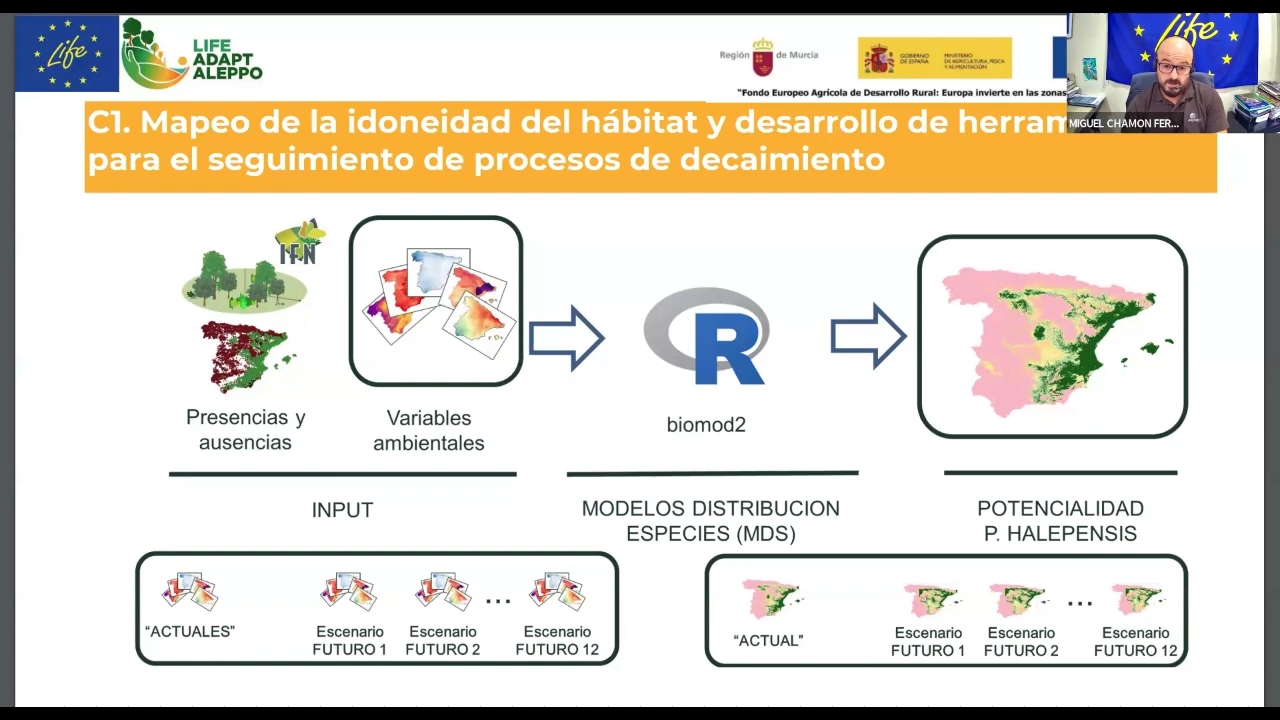 Life
LIFE
ADAPT
ALEPPO
Región de Murcia
GOBIERNO
DE ESPAÑA
MINISTERIO
DE AGRICULTURA, PESCA
Y ALIMENTACIÓN
"Fondo Europeo Agrícola de Desarrollo Rural: Europa invierte en las zonas
Life
MIGUEL CHAMON FER...
C1. Mapeo de la idoneidad del hábitat y desarrollo de herram
para el seguimiento de procesos de decaimiento
IFN
R
Presencias y
ausencias
Variables
ambientales
biomod2
INPUT
MODELOS DISTRIBUCION
ESPECIES (MDS)
POTENCIALIDAD
P. HALEPENSIS
"ACTUALES"
Escenario
FUTURO 1
Escenario
FUTURO 2
...
Escenario
FUTURO 12
"ACTUAL"
Escenario
FUTURO 1
Escenario
FUTURO 2
...
Escenario
FUTURO 12